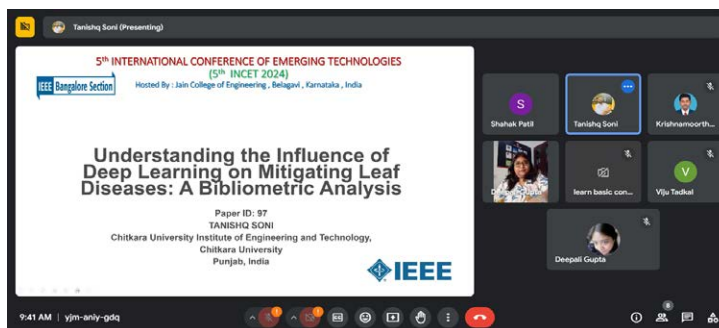 Tanishq Soni (Presenting)
5th INTERNATIONAL CONFERENCE OF EMERGING TECHNOLOGIES
(5th INCET 2024)
IEEE Bangalore Section
Hosted By : Jain College of Engineering , Belagavi , Karnataka , India
Understanding the Influence of
Deep Learning on Mitigating Leaf
Diseases: A Bibliometric Analysis
Paper ID: 97
TANISHQ SONI
Chitkara University Institute of Engineering and Technology,
Chitkara University
Punjab, India
IEEE
S
Shahak Patil
Tanishq Soni
Krishnamoorth...
Deepali Gupta
learn basic con...
V
Viju Tadkal
Deepali Gupta
9:41 AM | yjm-aniy-gdq
8